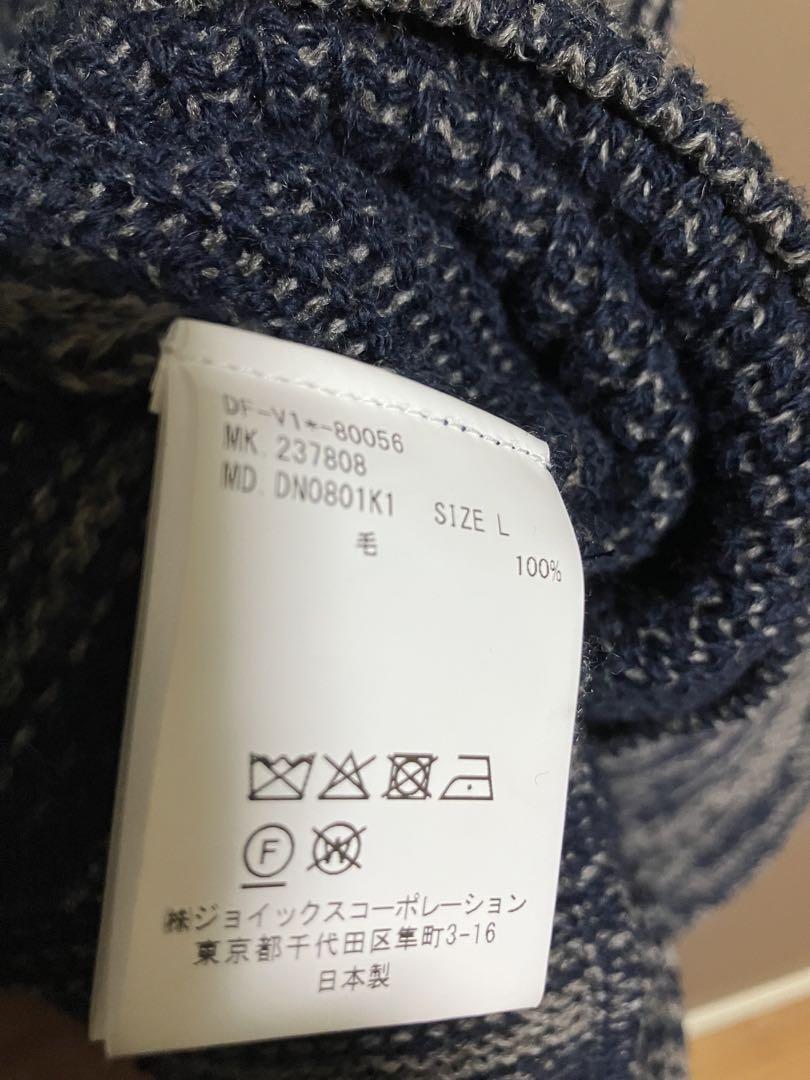 DF-V1*-80056
MK. 237808
MD. DN0801K1 SIZE L
毛 100%
F
W
㈱ジョイックスコーポレーション
東京都千代田区隼町3-16
日本製